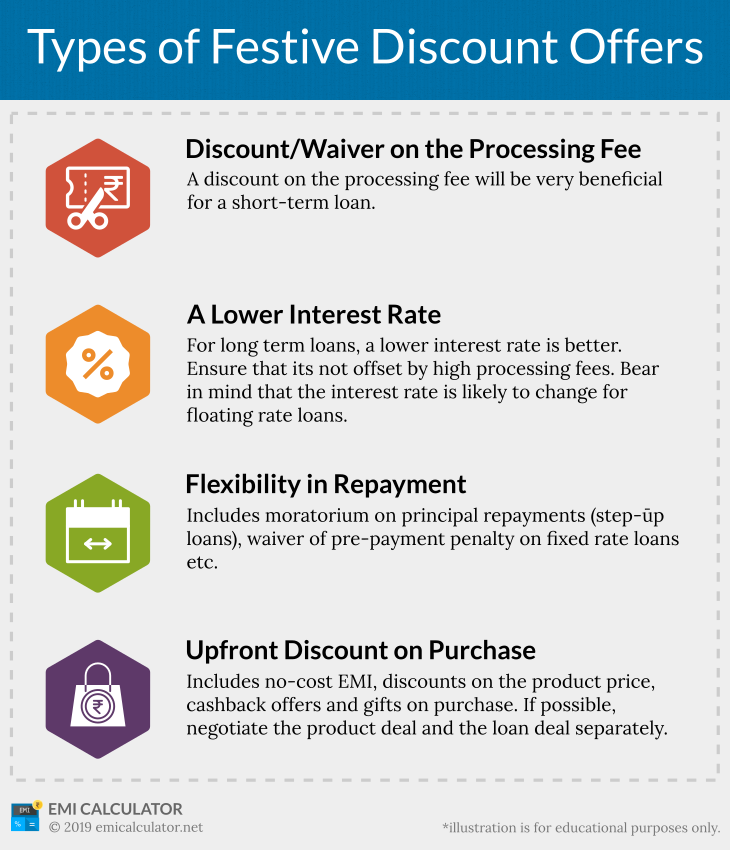 Types of Festive Discount Offers
Discount/Waiver on the Processing Fee
A discount on the processing fee will be very beneficial
for a short-term loan.
A Lower Interest Rate
For long term loans, a lower interest rate is better.
Ensure that its not offset by high processing fees. Bear
in mind that the interest rate is likely to change for
floating rate loans.
Flexibility in Repayment
Includes moratorium on principal repayments (step-ūp
loans), waiver of pre-payment penalty on fixed rate loans
etc.
Upfront Discount on Purchase
Includes no-cost EMI, discounts on the product price,
cashback offers and gifts on purchase. If possible,
negotiate the product deal and the loan deal separately.
₹
%
₹
EMI ₹
% =
EMI CALCULATOR
© 2019 emicalculator.net
*illustration is for educational purposes only.